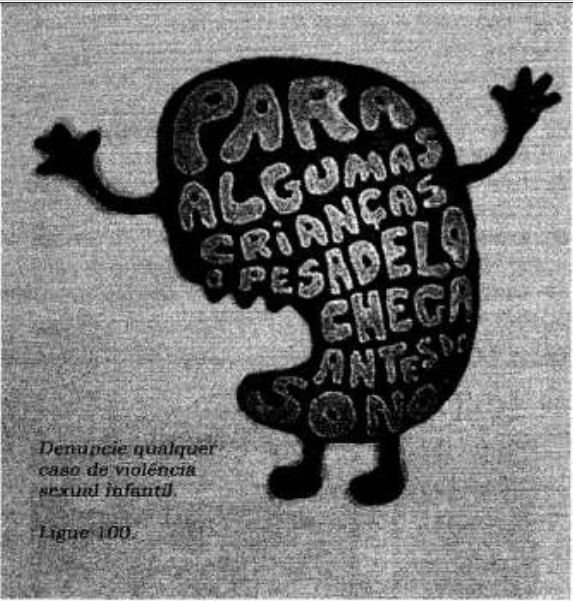 PARA
ALGUMAS
CRIANÇAS
O PESADELO
CHEGA
ANTES DO
SONO
Denuncie qualquer
caso de violência
sexual infantil.
Ligue 100.